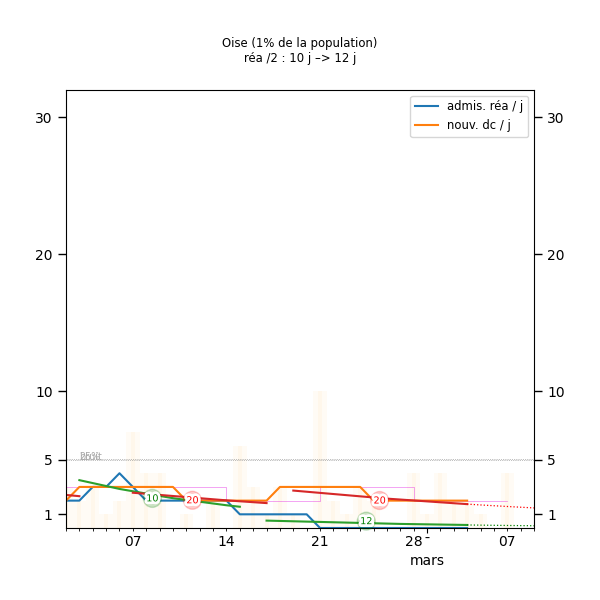 Oise (1% de la population)
réa /2 : 10 j –> 12 j
admis. réa / j
nouv. dc / j
30 30
20 20
10 10
5 5
1 1
10 20 20 12
07 14 21 28 07
mars